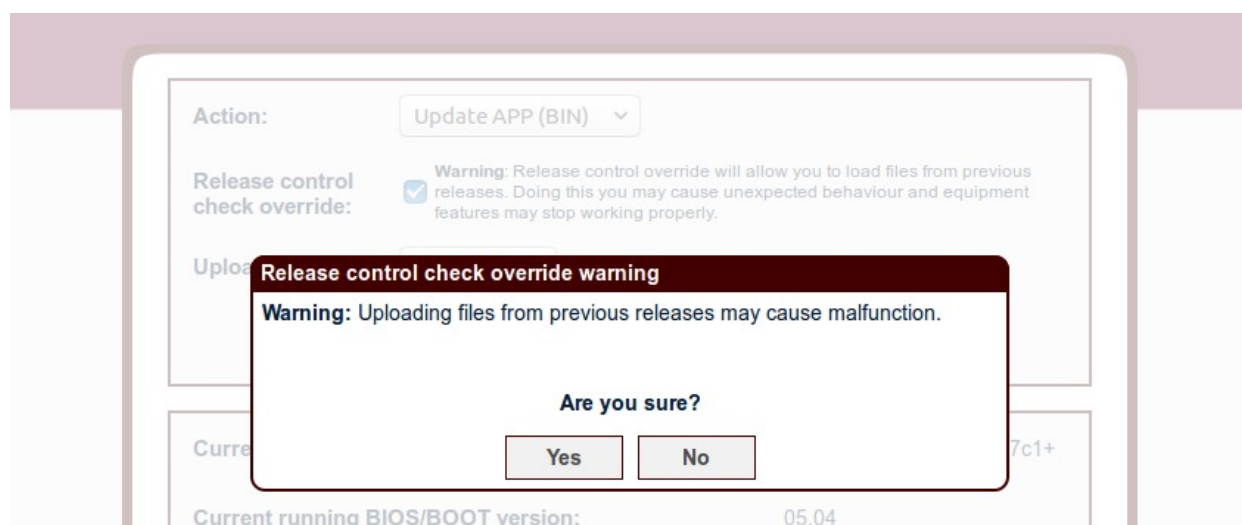 Action:
Update APP (BIN)
Release control
check override:
Warning: Release control override will allow you to load files from previous
releases. Doing this you may cause unexpected behaviour and equipment
features may stop working properly.
Release control check override warning
Warning: Uploading files from previous releases may cause malfunction.
Are you sure?
Yes
No
7c1+
Current running BIOS/BOOT version:
05.04